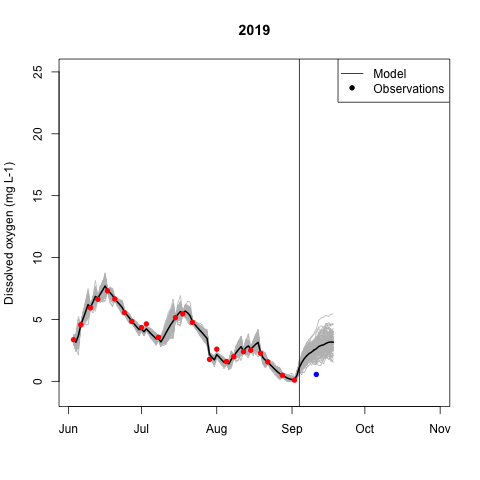 2019
Dissolved oxygen (mg L-1)
25
20
15
10
5
0
Model
Observations
Jun Jul Aug Sep Oct Nov